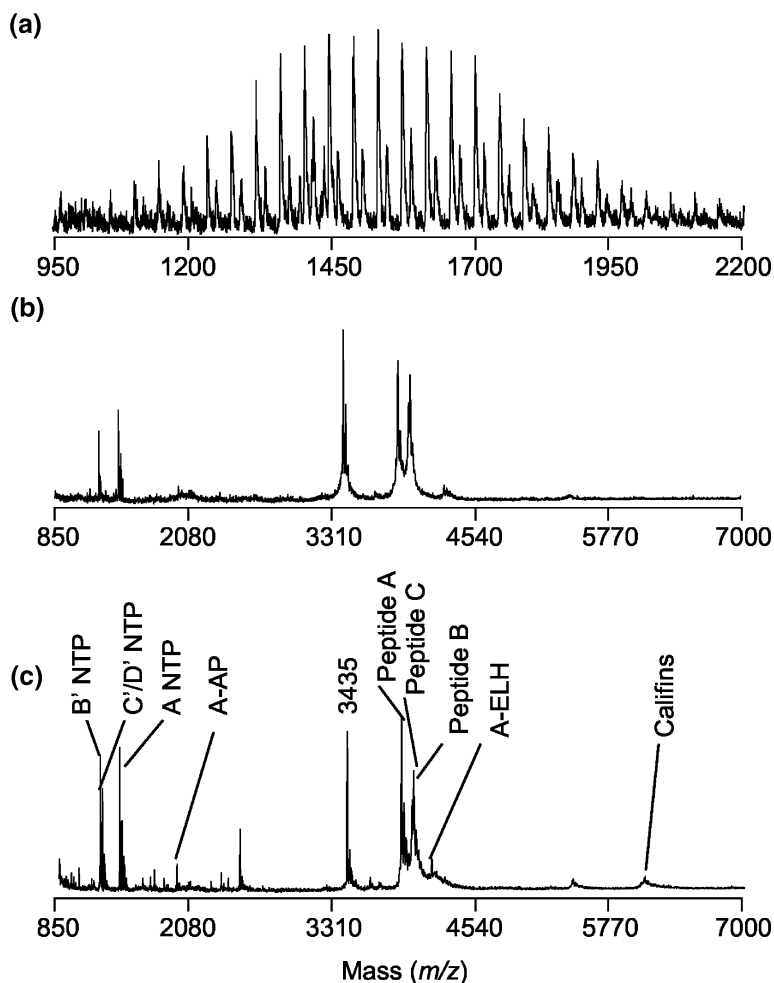 (a)
950 1200 1450 1700 1950 2200
(b)
850 2080 3310 4540 5770 7000
(c)
B' NTP
C'/D' NTP
A NTP
A-AP
3435
Peptide A
Peptide C
Peptide B
A-ELH
Califins
850 2080 3310 4540 5770 7000
Mass (m/z)